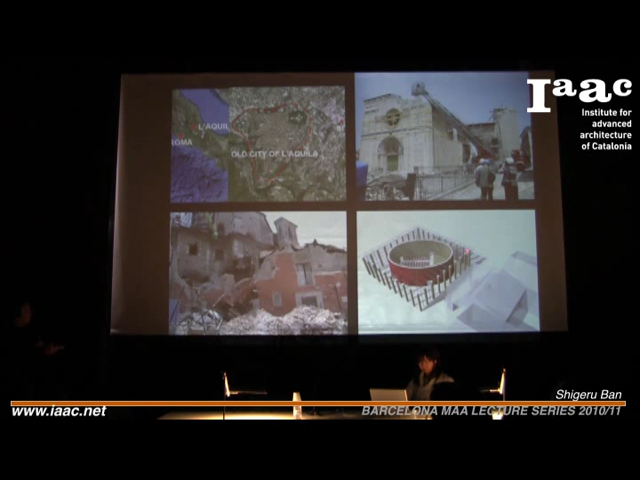 Iaac
Institute for
advanced
architecture
of Catalonia
L'AQUIL
ROMA
OLD CITY OF L'AQUILA
Shigeru Ban
www.iaac.net
BARCELONA MAA LECTURE SERIES 2010/11